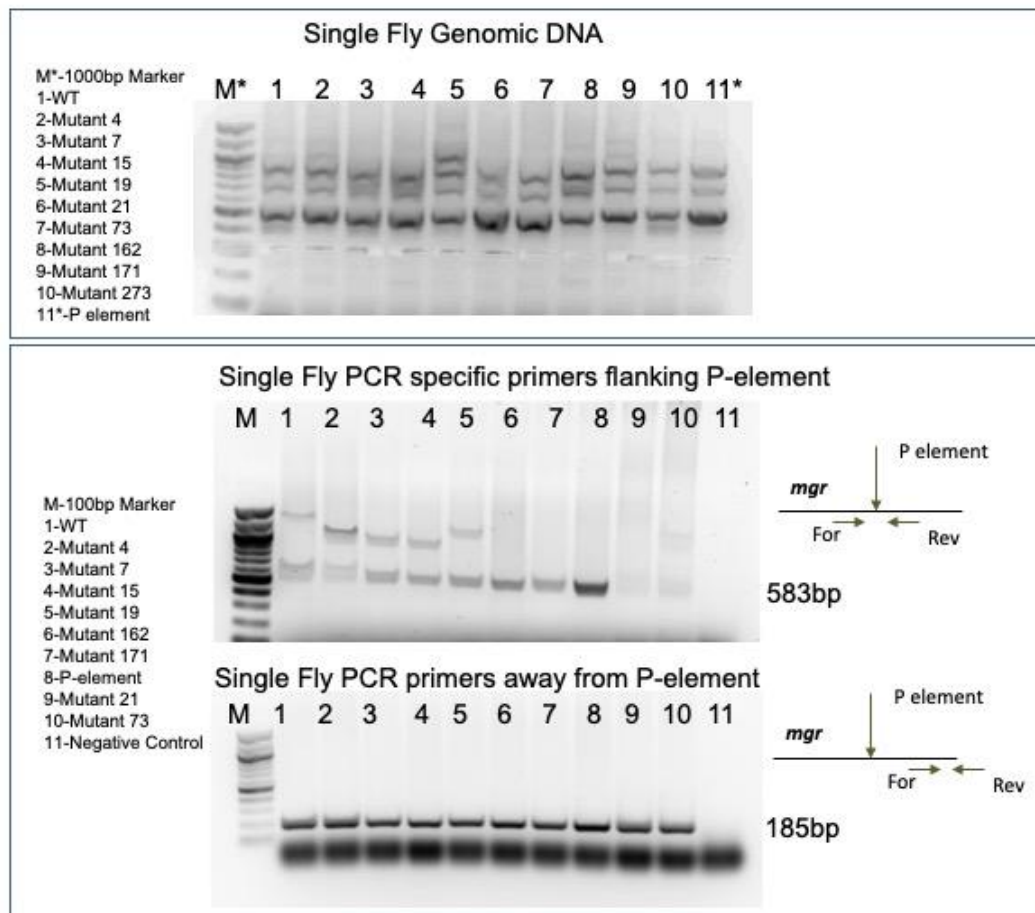 Single Fly Genomic DNA
M*-1000bp Marker
1-WT
2-Mutant 4
3-Mutant 7
4-Mutant 15
5-Mutant 19
6-Mutant 21
7-Mutant 73
8-Mutant 162
9-Mutant 171
10-Mutant 273
11*-P element
M* 1 2 3 4 5 6 7 8 9 10 11*
Single Fly PCR specific primers flanking P-element
M 1 2 3 4 5 6 7 8 9 10 11
M-100bp Marker
1-WT
2-Mutant 4
3-Mutant 7
4-Mutant 15
5-Mutant 19
6-Mutant 162
7-Mutant 171
8-P-element
9-Mutant 21
10-Mutant 73
11-Negative Control
P element
mgr
For Rev
583bp
Single Fly PCR primers away from P-element
M 1 2 3 4 5 6 7 8 9 10 11
P element
mgr
For Rev
185bp